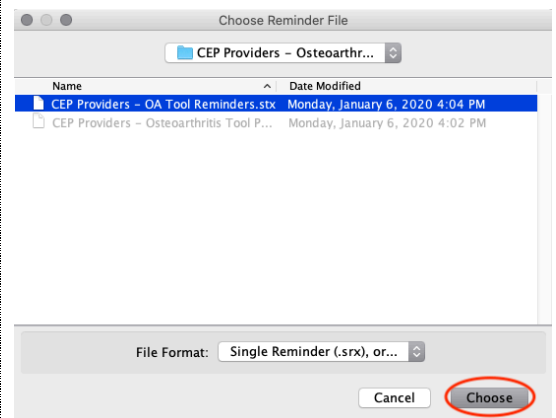 Choose Reminder File
CEP Providers – Osteoarthr...
Name Date Modified
CEP Providers – OA Tool Reminders.stx Monday, January 6, 2020 4:04 PM
CEP Providers – Osteoarthritis Tool P... Monday, January 6, 2020 4:02 PM
File Format: Single Reminder (.srx), or...
Cancel Choose